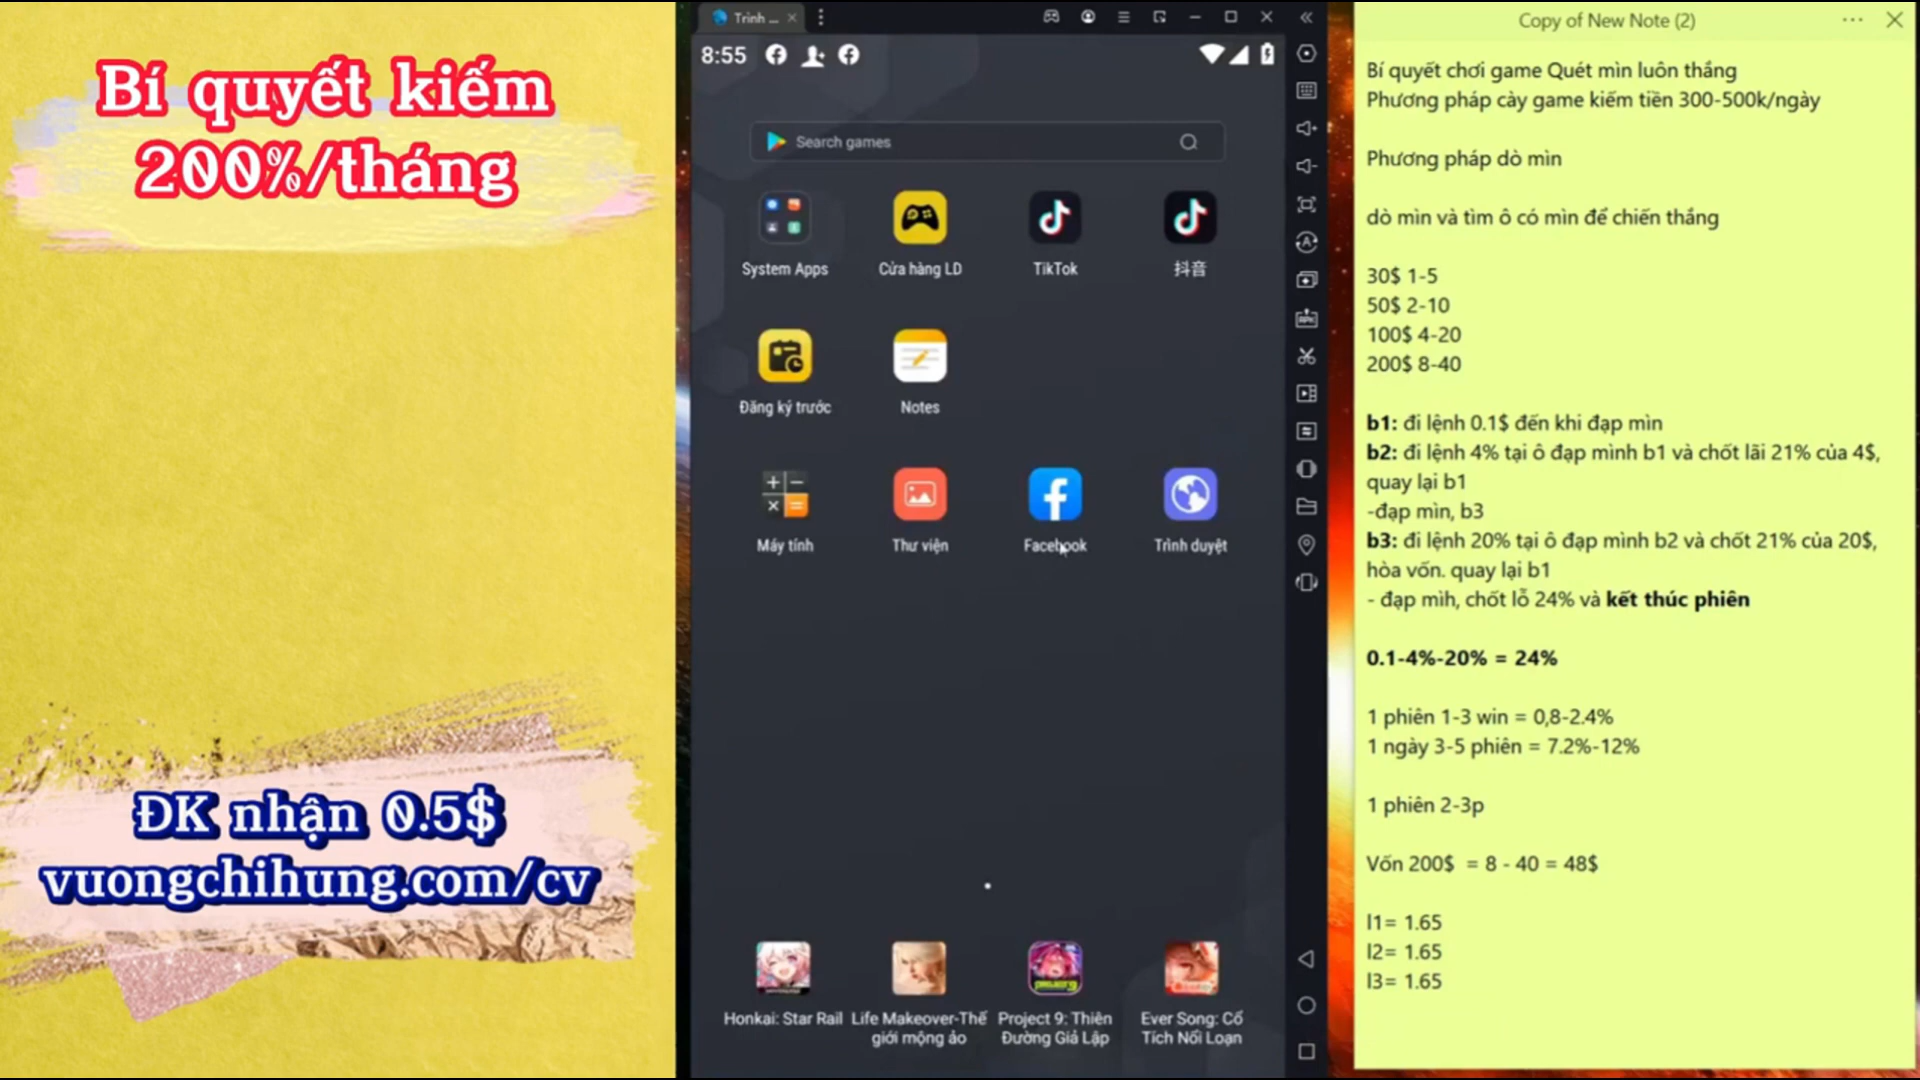 Bí quyết kiếm
200%/tháng
ĐK nhận 0.5$
vuongchihung.com/cv
Trình ...
8:55
Search games
System Apps
Cửa hàng LD
TikTok
抖音
Đăng ký trước
Notes
Máy tính
Thư viện
Facebook
Trình duyệt
Honkai: Star Rail
Life Makeover-Thế
giới mộng ảo
Project 9: Thiên
Đường Giả Lập
Ever Song: Cổ
Tích Nổi Loạn
Copy of New Note (2)
Bí quyết chơi game Quét mìn luôn thắng
Phương pháp cày game kiếm tiền 300-500k/ngày
Phương pháp dò mìn
dò mìn và tìm ô có mìn để chiến thắng
30$ 1-5
50$ 2-10
100$ 4-20
200$ 8-40
b1: đi lệnh 0.1$ đến khi đạp mìn
b2: đi lệnh 4% tại ô đạp mình b1 và chốt lãi 21% của 4$,
quay lại b1
-đạp mìn, b3
b3: đi lệnh 20% tại ô đạp mình b2 và chốt 21% của 20$,
hòa vốn. quay lại b1
- đạp mìh, chốt lỗ 24% và kết thúc phiên
0.1-4%-20% = 24%
1 phiên 1-3 win = 0,8-2.4%
1 ngày 3-5 phiên = 7.2%-12%
1 phiên 2-3p
Vốn 200$  = 8 - 40 = 48$
l1= 1.65
l2= 1.65
l3= 1.65